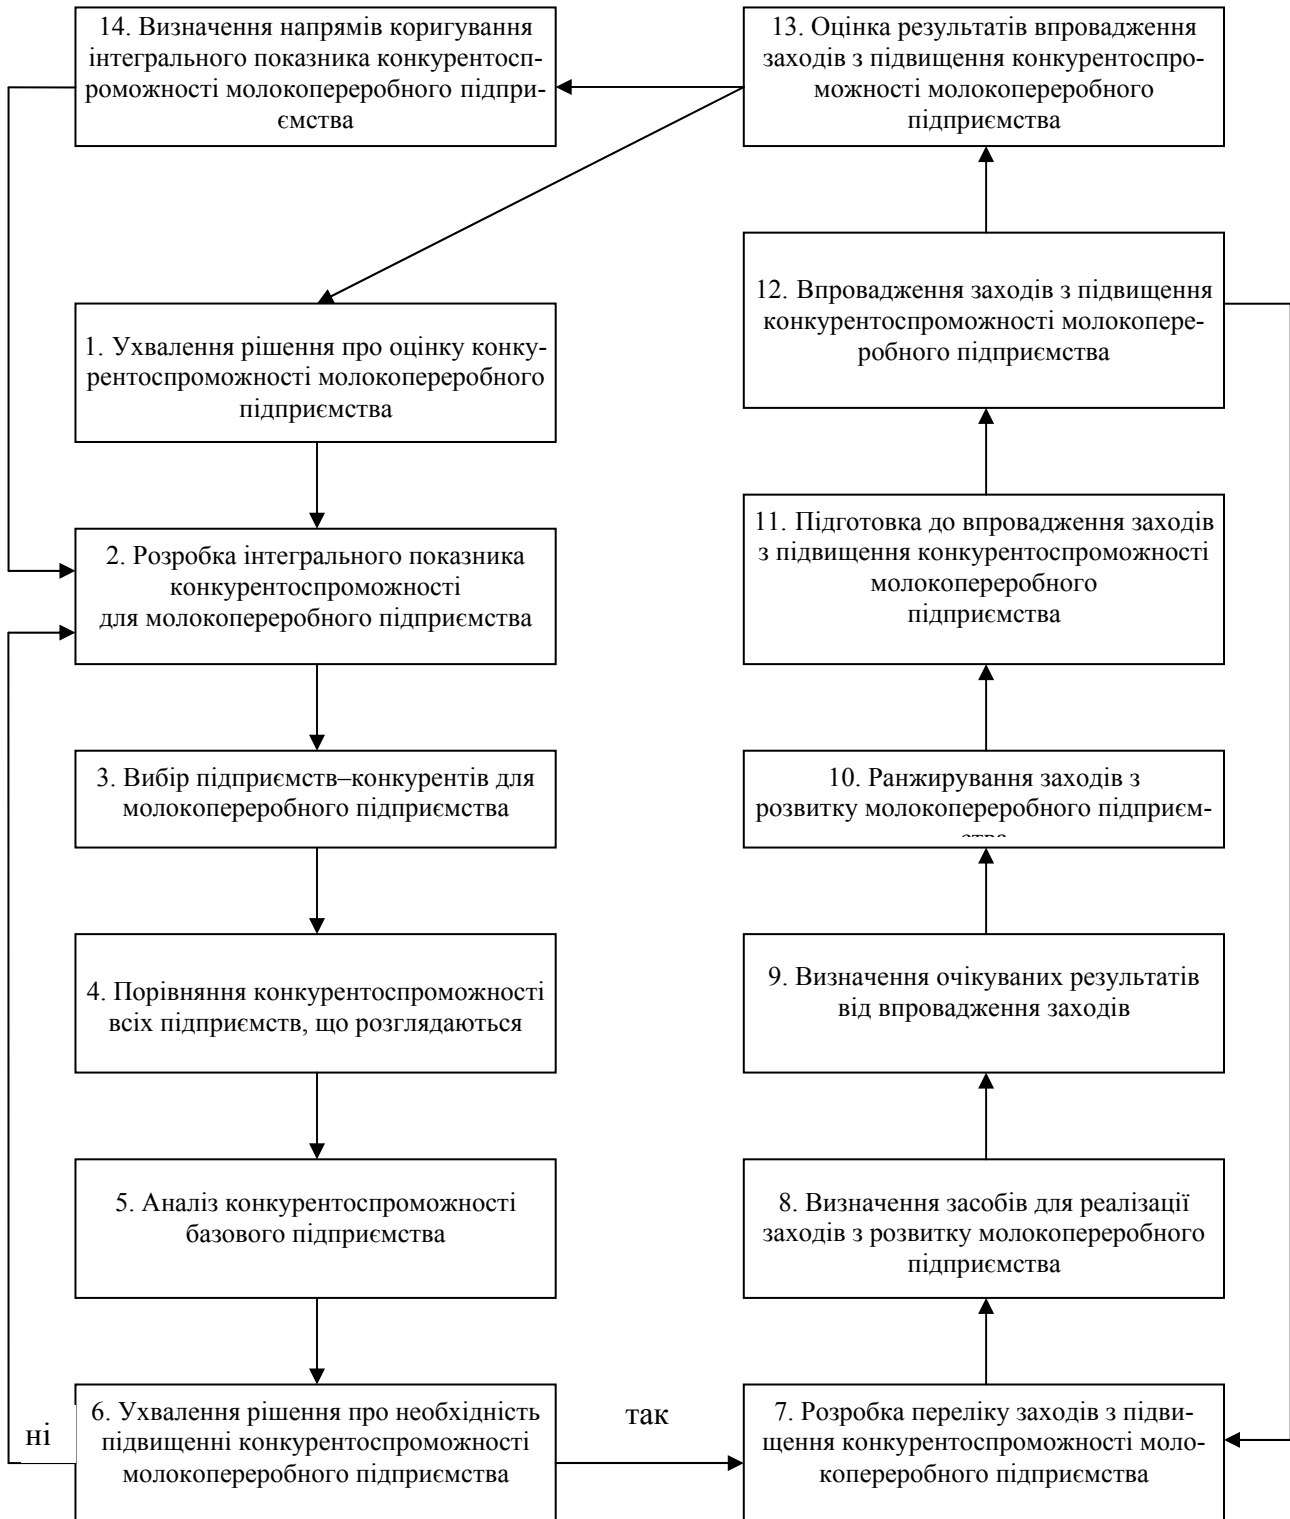 14. Визначення напрямів коригування
інтегрального показника конкурентосп-
роможності молокопереробного підпри-
ємства
13. Оцінка результатів впровадження
заходів з підвищення конкурентоспро-
можності молокопереробного
підприємства
12. Впровадження заходів з підвищення
конкурентоспроможності молокопере-
робного підприємства
1. Ухвалення рішення про оцінку конку-
рентоспроможності молокопереробного
підприємства
11. Підготовка до впровадження заходів
з підвищення конкурентоспроможності
молокопереробного
підприємства
2. Розробка інтегрального показника
конкурентоспроможності
для молокопереробного підприємства
3. Вибір підприємств–конкурентів для
молокопереробного підприємства
10. Ранжирування заходів з
розвитку молокопереробного підприєм-
ства
4. Порівняння конкурентоспроможності
всіх підприємств, що розглядаються
9. Визначення очікуваних результатів
від впровадження заходів
5. Аналіз конкурентоспроможності
базового підприємства
8. Визначення засобів для реалізації
заходів з розвитку молокопереробного
підприємства
ні
6. Ухвалення рішення про необхідність
підвищенні конкурентоспроможності
молокопереробного підприємства
так
7. Розробка переліку заходів з підви-
щення конкурентоспроможності моло-
копереробного підприємства